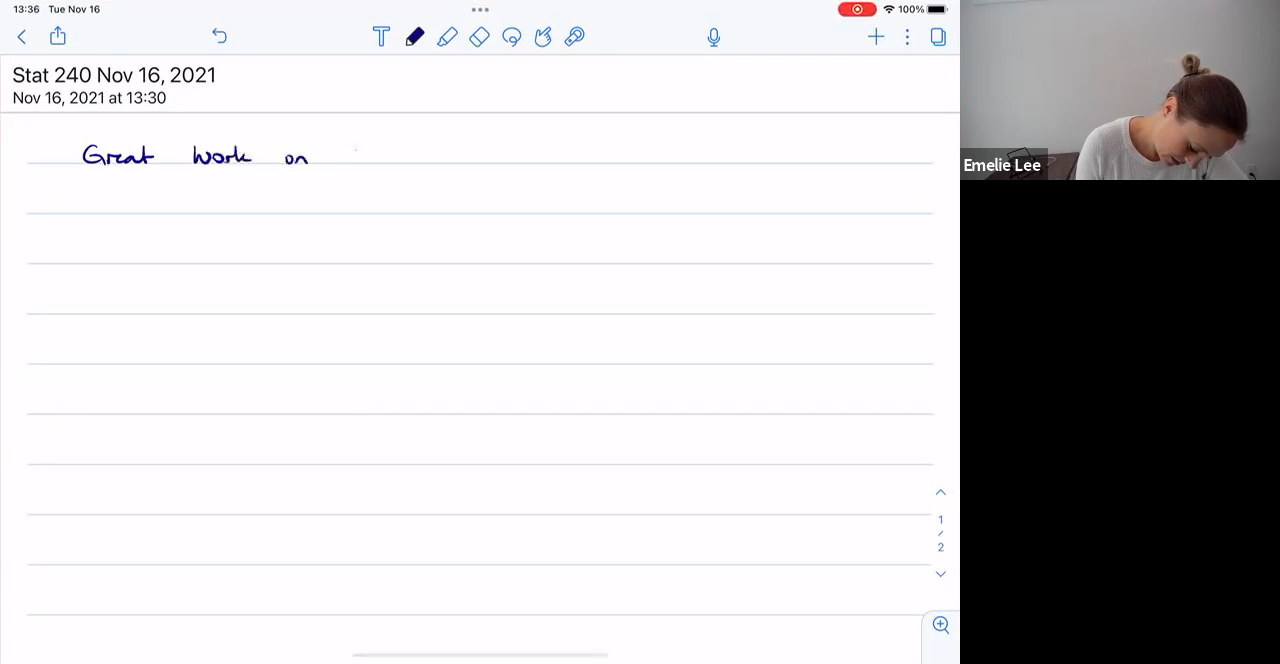 13:36 Tue Nov 16
100%
T
Stat 240 Nov 16, 2021
Nov 16, 2021 at 13:30
Great work on
Emelie Lee
1
/
2